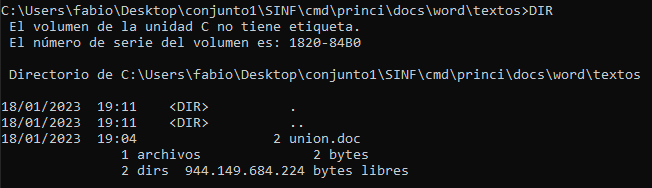 C:\Users\fabio\Desktop\conjunto1\SINF\cmd\princi\docs\word\textos>DIR
 El volumen de la unidad C no tiene etiqueta.
 El número de serie del volumen es: 1820-84B0

 Directorio de C:\Users\fabio\Desktop\conjunto1\SINF\cmd\princi\docs\word\textos

18/01/2023  19:11    <DIR>          .
18/01/2023  19:11    <DIR>          ..
18/01/2023  19:04                 2 union.doc
               1 archivos              2 bytes
               2 dirs  944.149.684.224 bytes libres